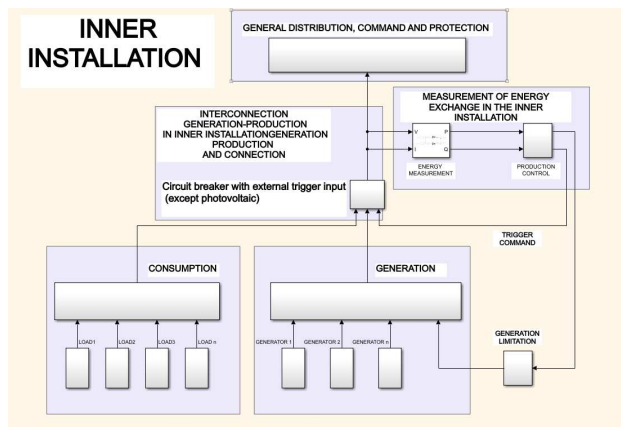 INNER
INSTALLATION
GENERAL DISTRIBUTION, COMMAND AND PROTECTION
MEASUREMENT OF ENERGY
EXCHANGE IN THE INNER
INSTALLATION
INTERCONNECTION
GENERATION-PRODUCTION
IN INNER INSTALLATIONGENERATION
PRODUCTION
AND CONNECTION
V
P
I
Q
ENERGY
MEASUREMENT
PRODUCTION
CONTROL
Circuit breaker with external trigger input
(except photovoltaic)
TRIGGER
COMMAND
CONSUMPTION
GENERATION
LOAD1
LOAD2
LOAD3
LOAD n
GENERATOR 1
GENERATOR 2
GENERATOR n
GENERATION
LIMITATION